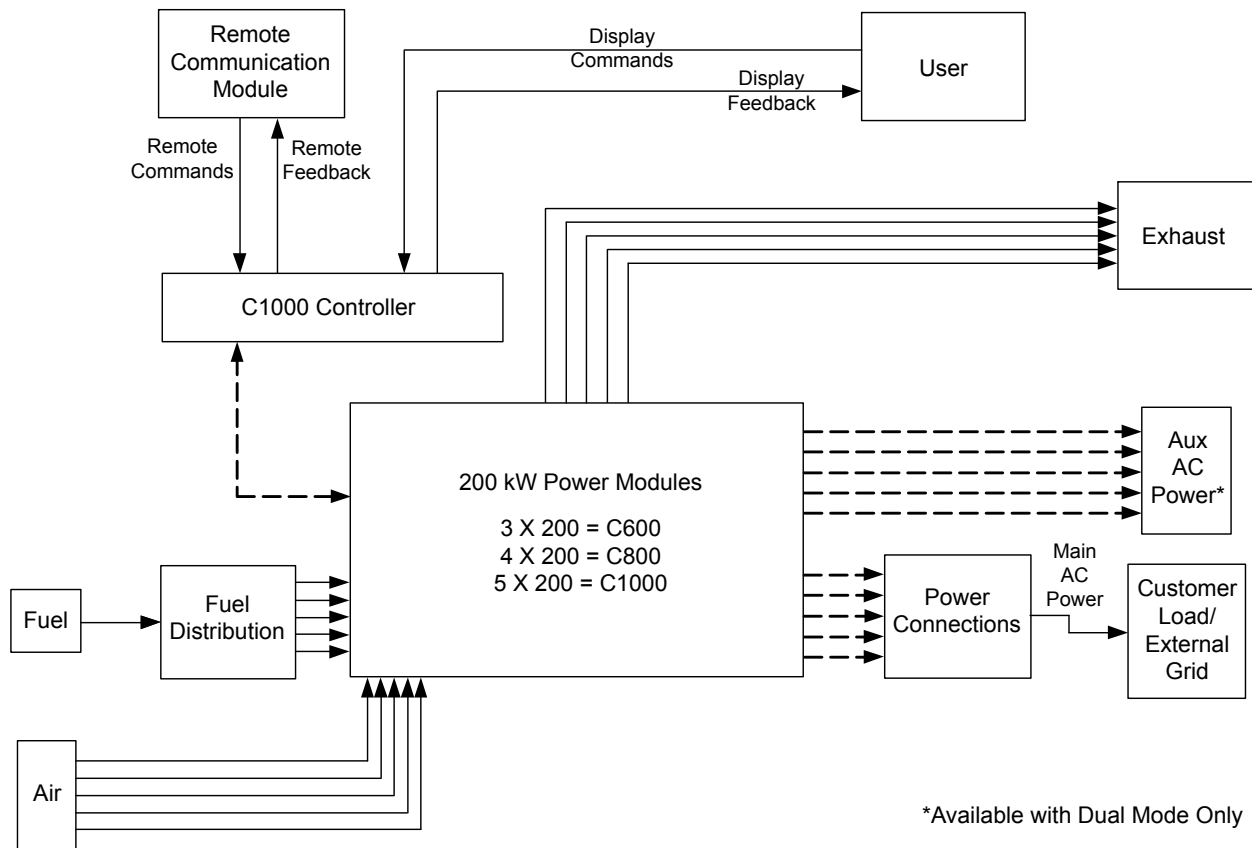 Remote
Communication
Module
Display
Commands
User
Display
Feedback
Remote
Commands
Remote
Feedback
Exhaust
C1000 Controller
200 kW Power Modules
3 X 200 = C600
4 X 200 = C800
5 X 200 = C1000
Aux
AC
Power*
Fuel
Fuel
Distribution
Power
Connections
Main
AC
Power
Customer
Load/
External
Grid
Air
*Available with Dual Mode Only